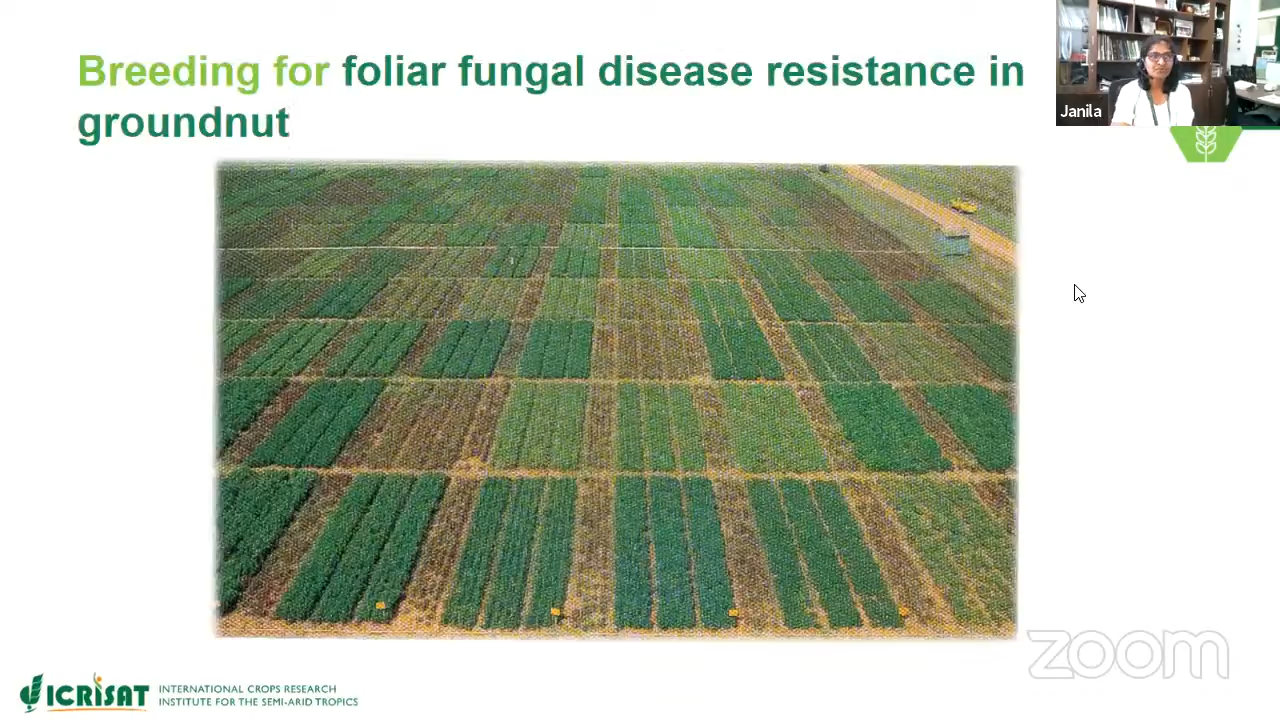 Breeding for foliar fungal disease resistance in
groundnut
Janila
zoom
ICRISAT
INTERNATIONAL CROPS RESEARCH
INSTITUTE FOR THE SEMI-ARID TROPICS